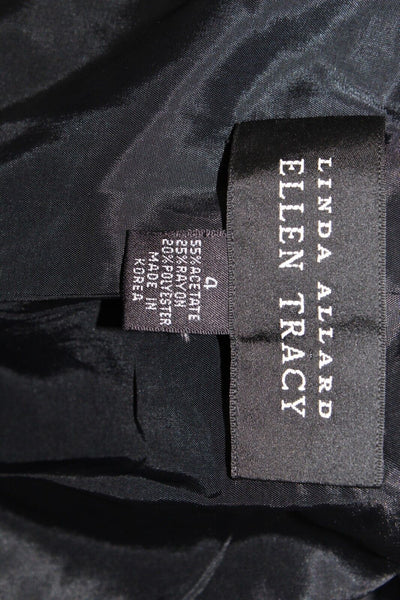 LINDA ALLARD
ELLEN TRACY
4
55% ACETATE
25% RAYON
20% POLYESTER
MADE IN
KOREA